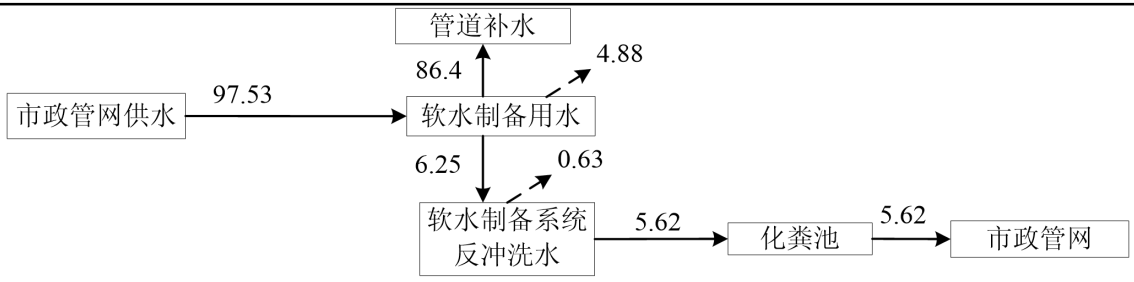 管道补水
86.4
4.88
97.53
市政管网供水
软水制备用水
6.25
0.63
软水制备系统
反冲洗水
5.62
化粪池
5.62
市政管网